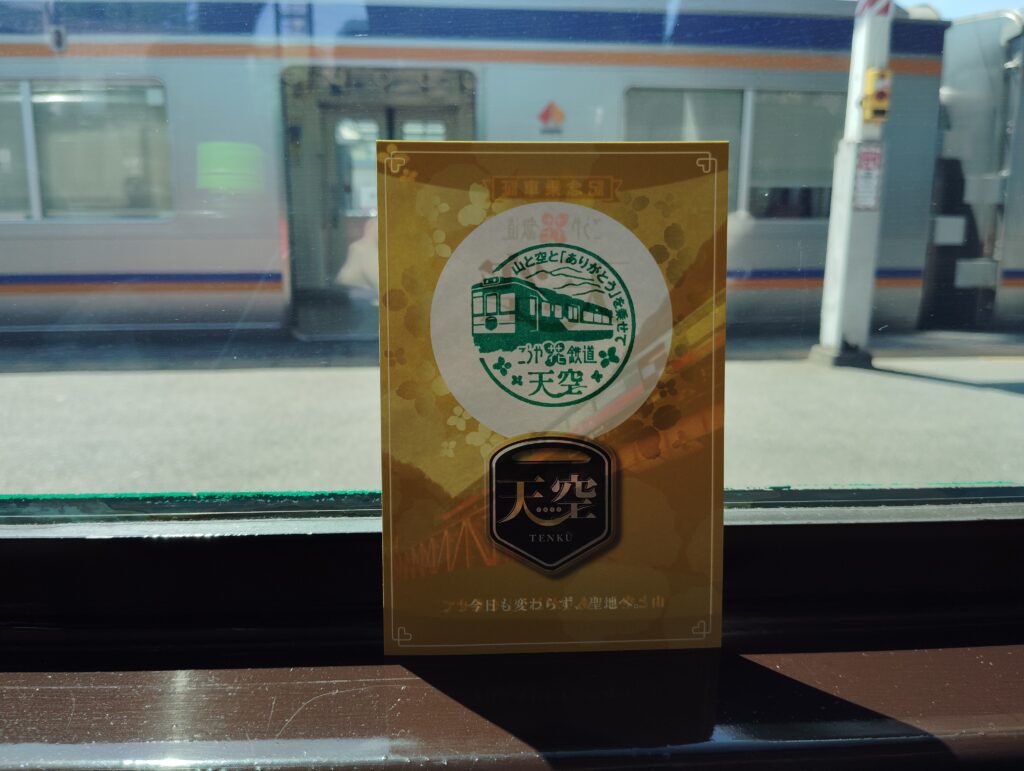 山と空と「ありがとう」を乗せて
こうや花鉄道
天空
天空
TENKŪ
今日も変わらず、聖地へ。